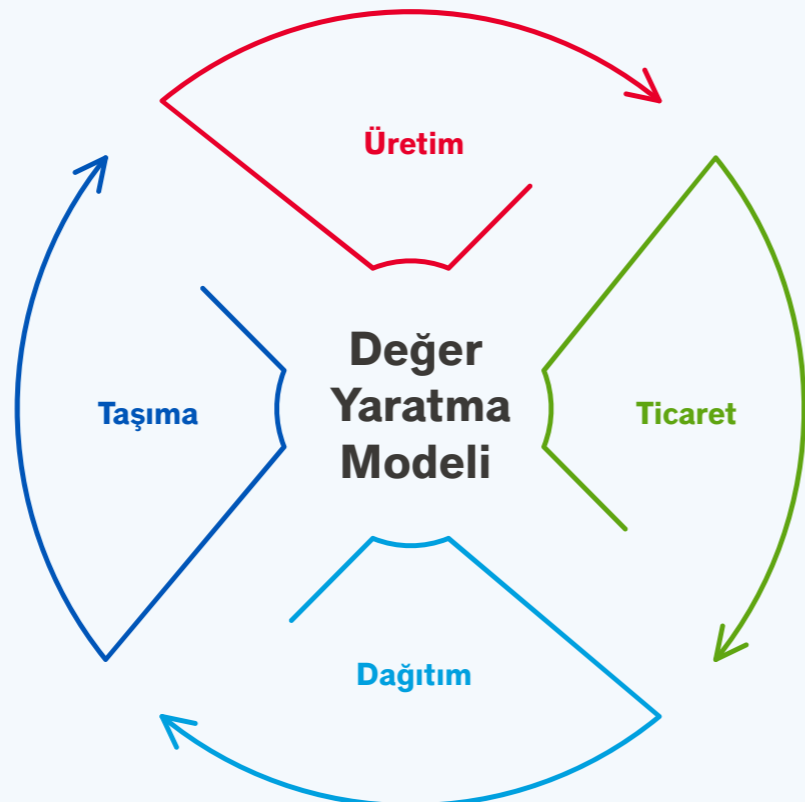 Üretim
Değer
Yaratma
Modeli
Taşıma
Ticaret
Dağıtım